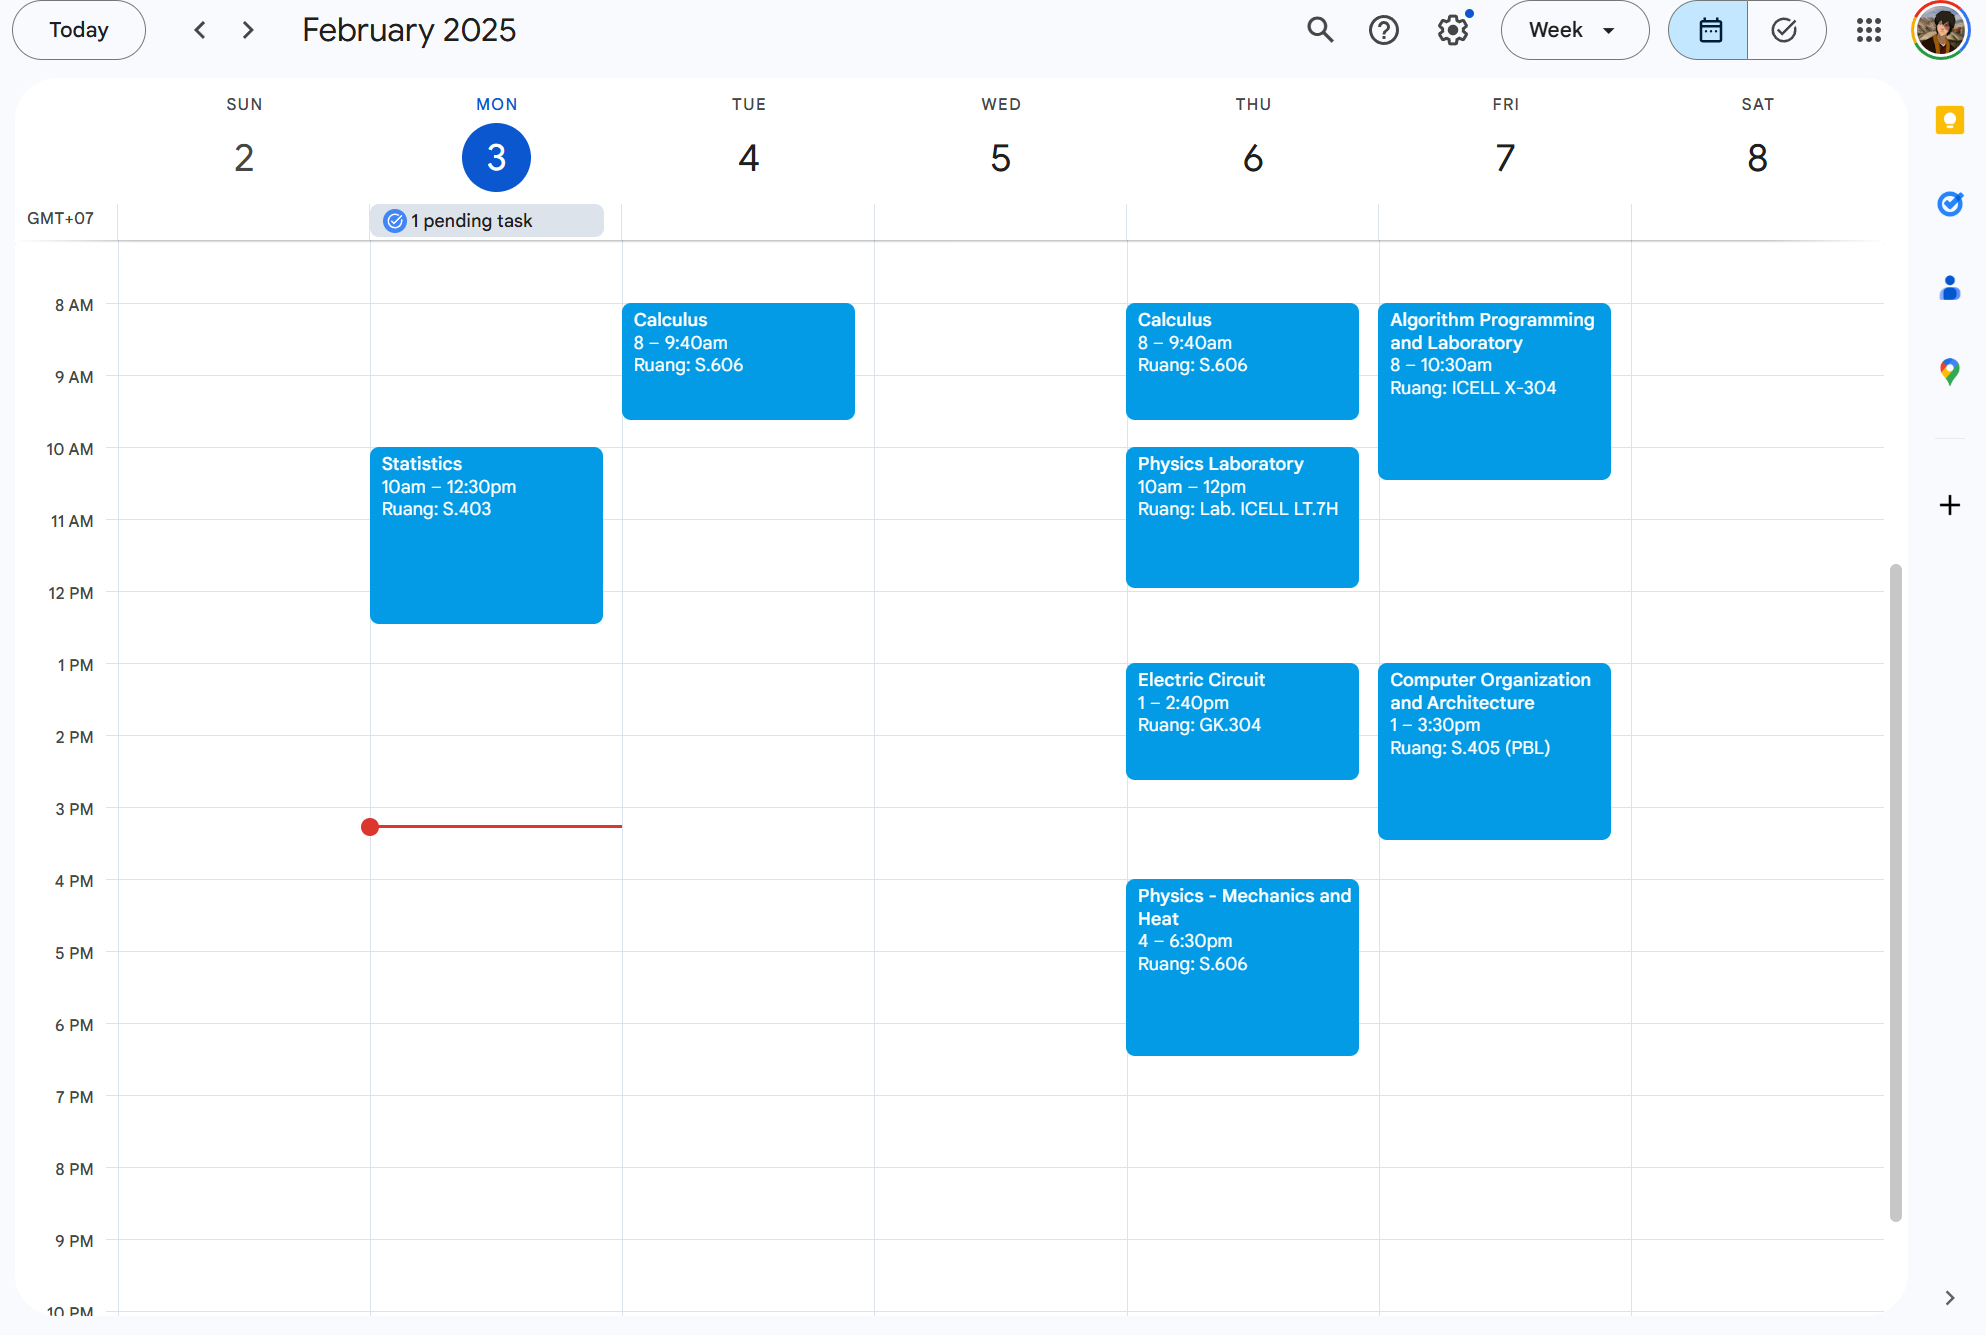 Today
February 2025
Week
SUN
2
MON
3
TUE
4
WED
5
THU
6
FRI
7
SAT
8
GMT+07
1 pending task
8 AM
9 AM
10 AM
11 AM
12 PM
1 PM
2 PM
3 PM
4 PM
5 PM
6 PM
7 PM
8 PM
9 PM
10 PM
Statistics
10am – 12:30pm
Ruang: S.403
Calculus
8 – 9:40am
Ruang: S.606
Calculus
8 – 9:40am
Ruang: S.606
Physics Laboratory
10am – 12pm
Ruang: Lab. ICELL LT.7H
Electric Circuit
1 – 2:40pm
Ruang: GK.304
Physics - Mechanics and
Heat
4 – 6:30pm
Ruang: S.606
Algorithm Programming
and Laboratory
8 – 10:30am
Ruang: ICELL X-304
Computer Organization
and Architecture
1 – 3:30pm
Ruang: S.405 (PBL)